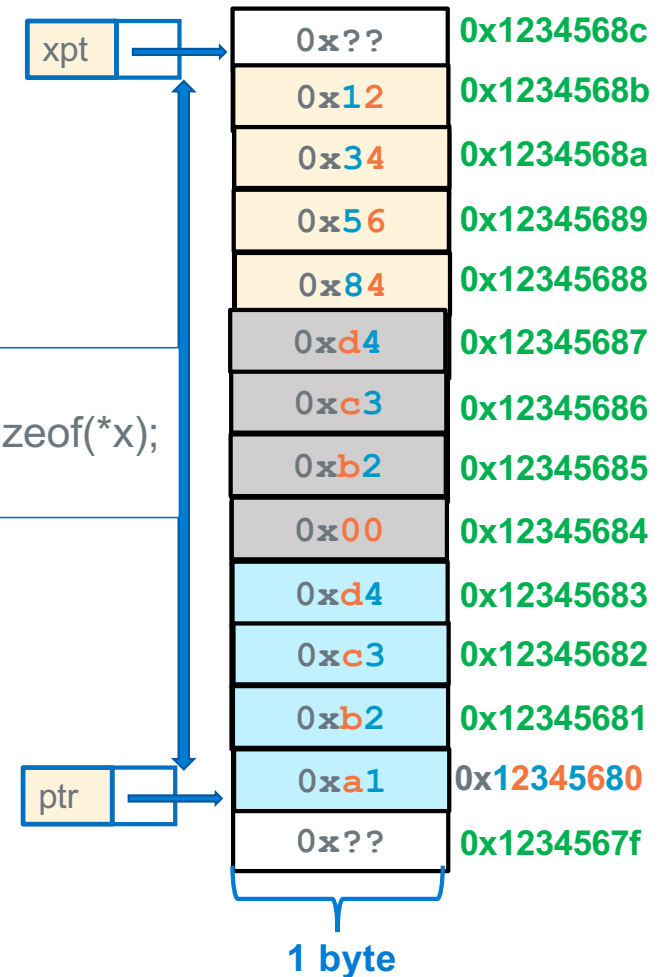 xpt
0x?? 0x1234568c
0x12 0x1234568b
0x34 0x1234568a
0x56 0x12345689
0x84 0x12345688
0xd4 0x12345687
0xc3 0x12345686
zeof(*x);
0xb2 0x12345685
0x00 0x12345684
0xd4 0x12345683
0xc3 0x12345682
0xb2 0x12345681
ptr
0xa1 0x12345680
0x?? 0x1234567f
1 byte